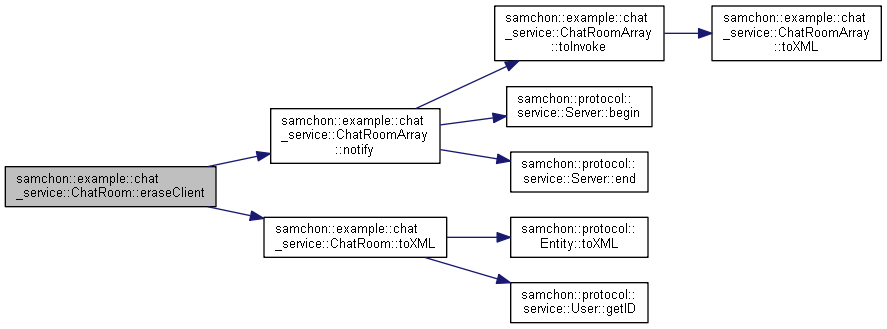 samchon::example::chat
_service::ChatRoom::eraseClient
samchon::example::chat
_service::ChatRoomArray
::notify
samchon::example::chat
_service::ChatRoomArray
::toInvoke
samchon::example::chat
_service::ChatRoomArray
::toXML
samchon::protocol::
service::Server::begin
samchon::protocol::
service::Server::end
samchon::example::chat
_service::ChatRoom::toXML
samchon::protocol::
Entity::toXML
samchon::protocol::
service::User::getID